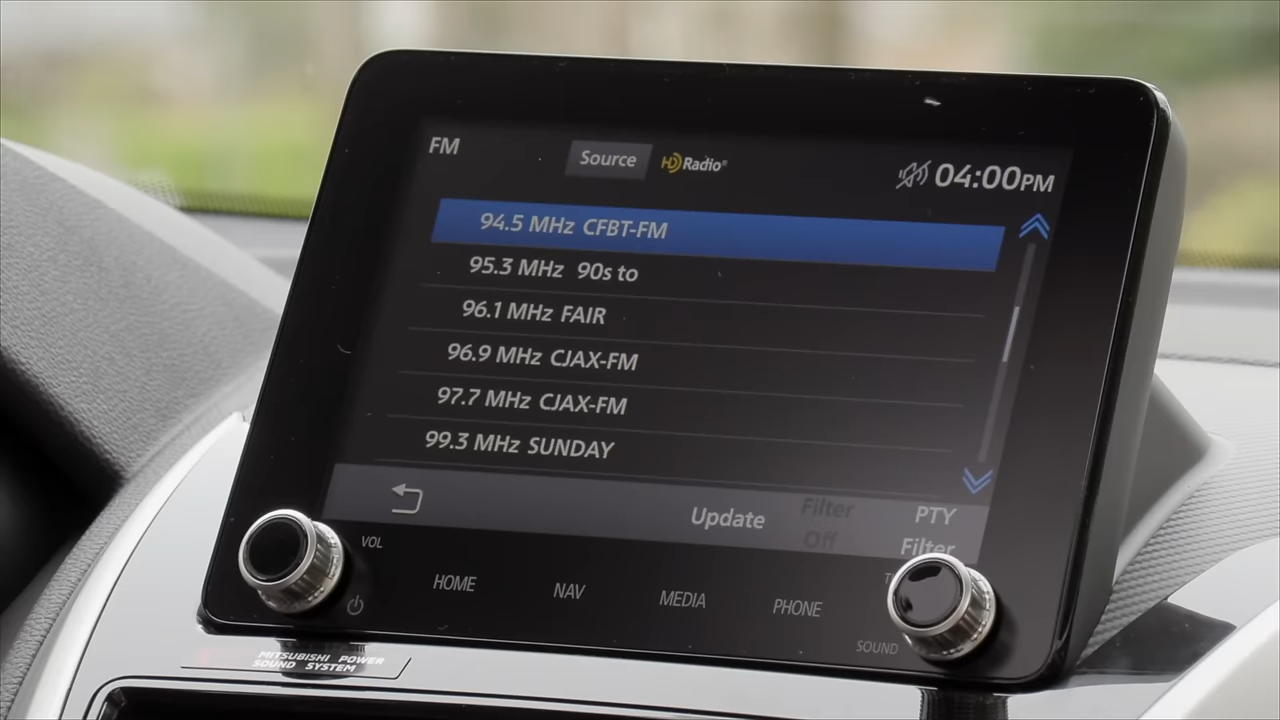 FM
Source
HD Radio®
04:00PM
94.5 MHz CFBT-FM
95.3 MHz 90s to
96.1 MHz FAIR
96.9 MHz CJAX-FM
97.7 MHz CJAX-FM
99.3 MHz SUNDAY
Update
Filter
Off
PTY
Filter
VOL
HOME
NAV
MEDIA
PHONE
SOUND
MITSUBISHI POWER
SOUND SYSTEM